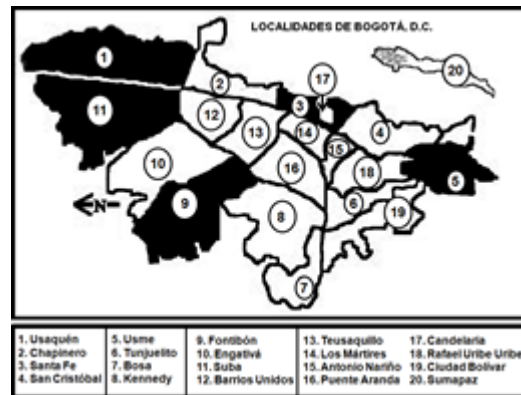 LOCALIDADES DE BOGOTÁ, D.C.
1
2
17
3
20
11
12
13
14
4
15
10
16
18
5
N
9
8
6
19
7
1. Usaquén
2. Chapinero
3. Santa Fe
4. San Cristóbal
5. Usme
6. Tunjuelito
7. Bosa
8. Kennedy
9. Fontibón
10. Engativá
11. Suba
12. Barrios Unidos
13. Teusaquillo
14. Los Mártires
15. Antonio Nariño
16. Puente Aranda
17. Candelaria
18. Rafael Uribe Uribe
19. Ciudad Bolívar
20. Sumapaz